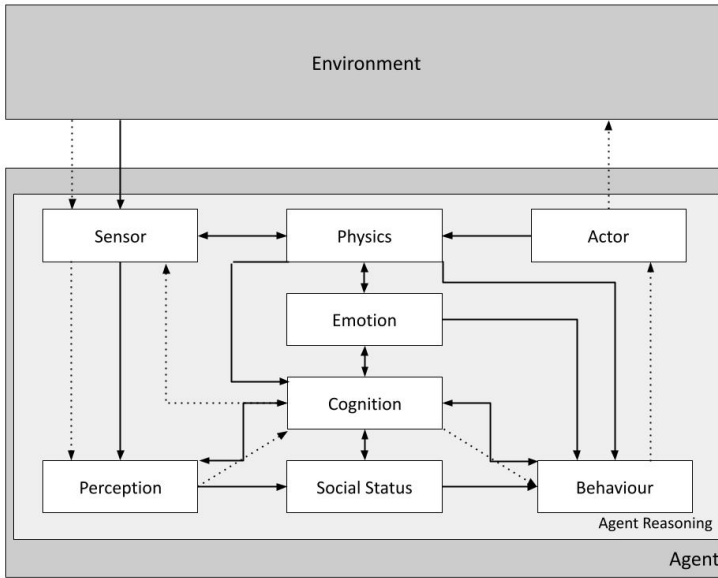 Environment
Sensor
Physics
Actor
Emotion
Cognition
Perception
Social Status
Behaviour
Agent Reasoning
Agent